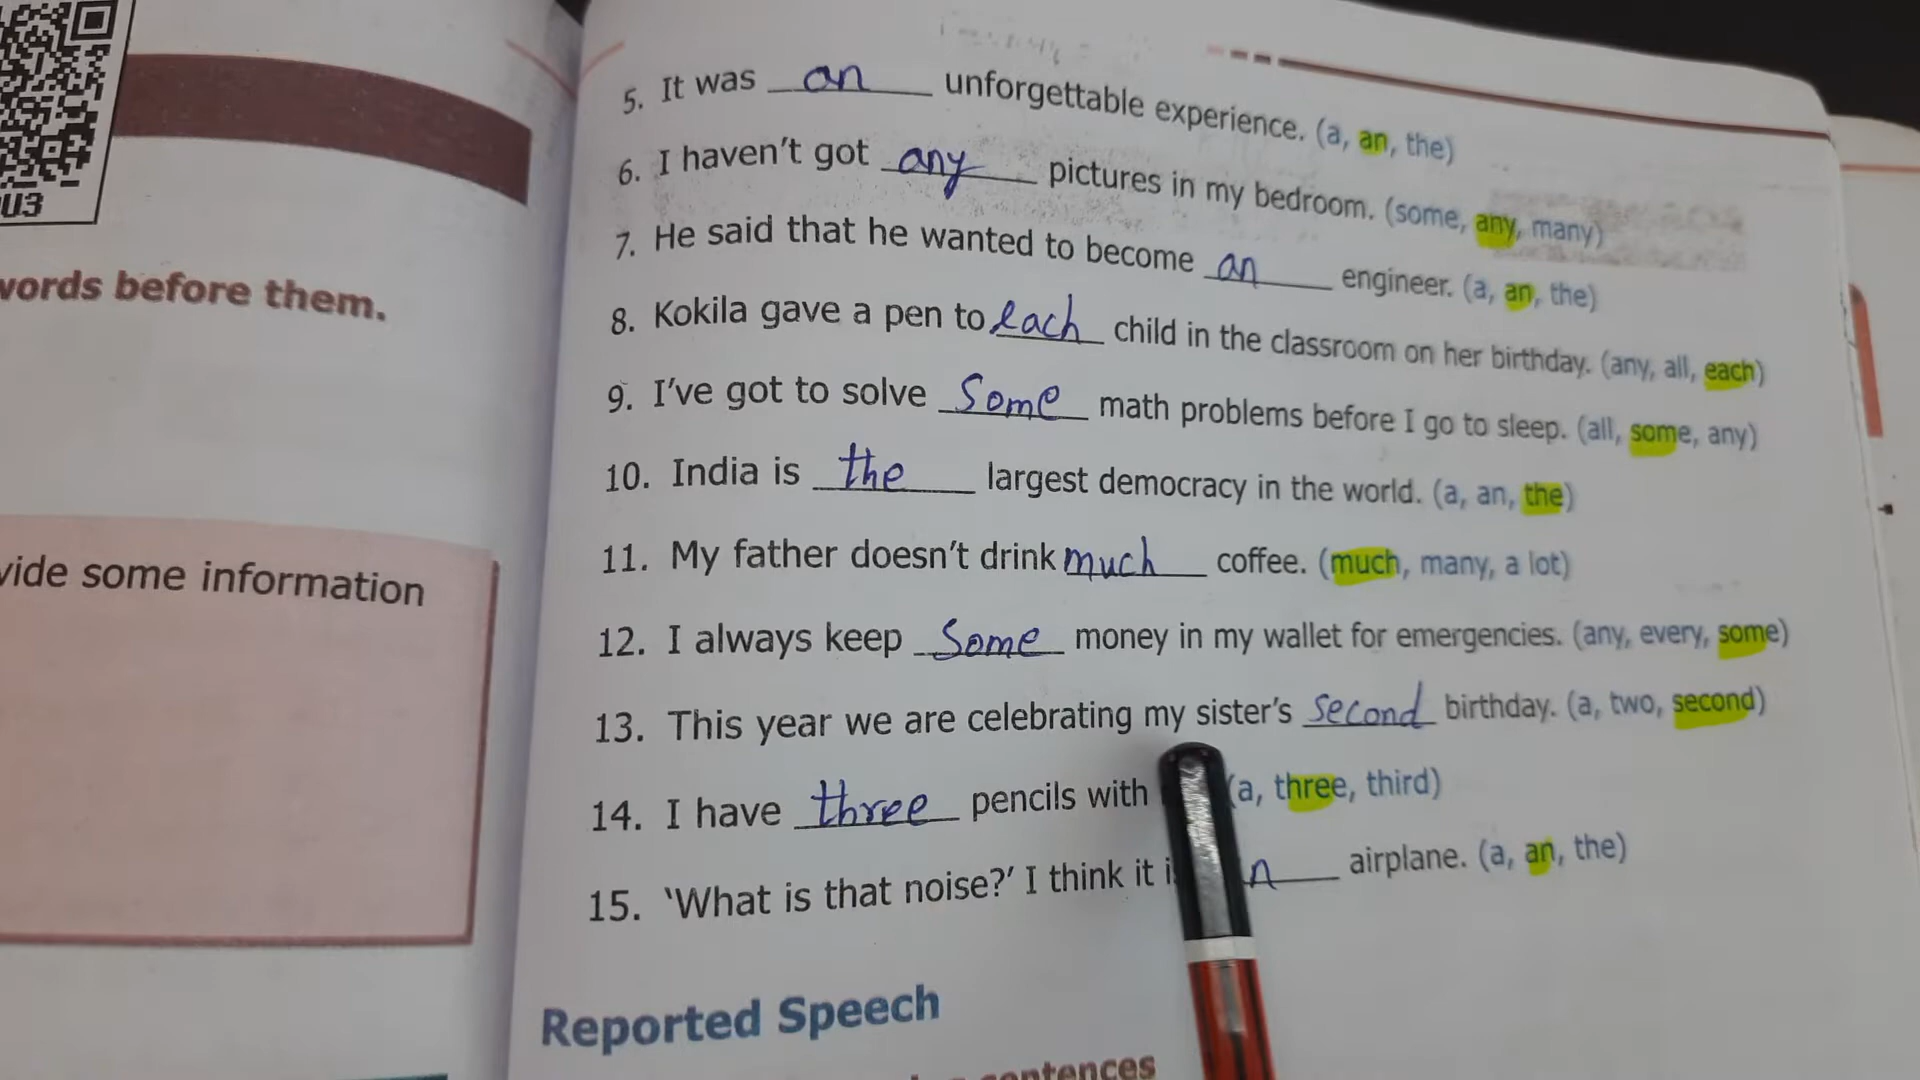 U3
words before them.
vide some information
5. It was an unforgettable experience. (a, an, the)
6. I haven't got any pictures in my bedroom. (some, any, many)
7. He said that he wanted to become an engineer. (a, an, the)
8. Kokila gave a pen to each child in the classroom on her birthday. (any, all, each)
9. I've got to solve Some math problems before I go to sleep. (all, some, any)
10. India is the largest democracy in the world. (a, an, the)
11. My father doesn't drink much coffee. (much, many, a lot)
12. I always keep Some money in my wallet for emergencies. (any, every, some)
13. This year we are celebrating my sister's second birthday. (a, two, second)
14. I have three pencils with (a, three, third)
15. 'What is that noise?' I think it i n airplane. (a, an, the)
Reported Speech
sentences